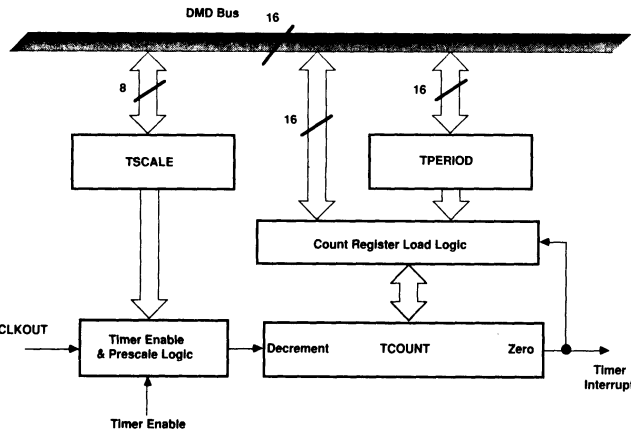 DMD Bus
16
8
16
16
TSCALE
TPERIOD
Count Register Load Logic
CLKOUT
Timer Enable
& Prescale Logic
Decrement
TCOUNT
Zero
Timer
Interrupt
Timer Enable